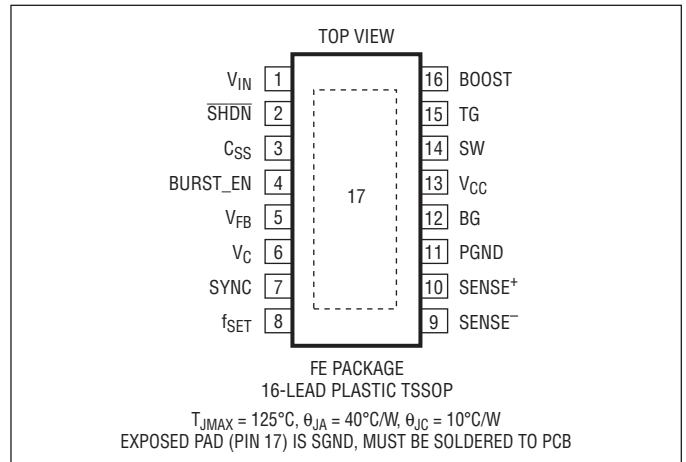 TOP VIEW
VIN 1
SHDN 2
CSS 3
BURST_EN 4
VFB 5
VC 6
SYNC 7
fSET 8
17
16 BOOST
15 TG
14 SW
13 VCC
12 BG
11 PGND
10 SENSE+
9 SENSE–
FE PACKAGE
16-LEAD PLASTIC TSSOP
TJMAX = 125°C, θJA = 40°C/W, θJC = 10°C/W
EXPOSED PAD (PIN 17) IS SGND, MUST BE SOLDERED TO PCB